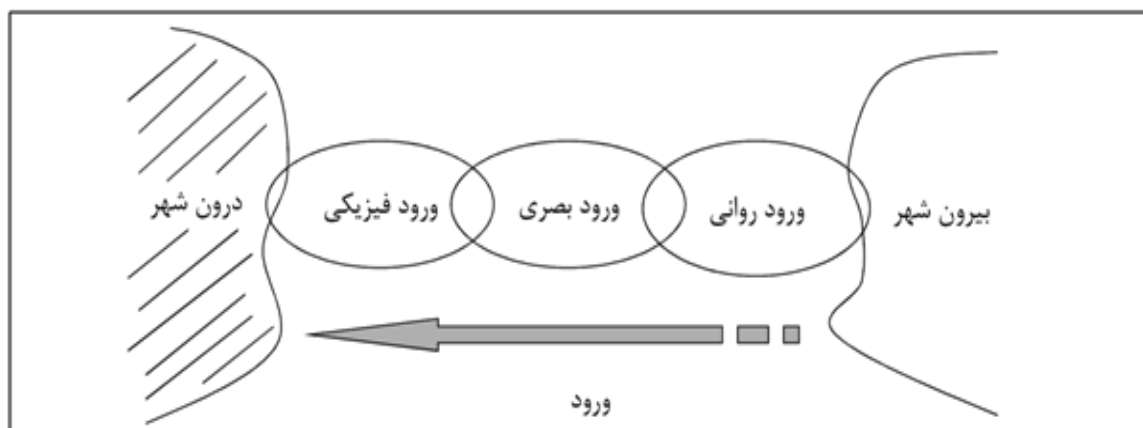 بیرون شهر
ورود روانی
ورود بصری
ورود فیزیکی
درون شهر
ورود